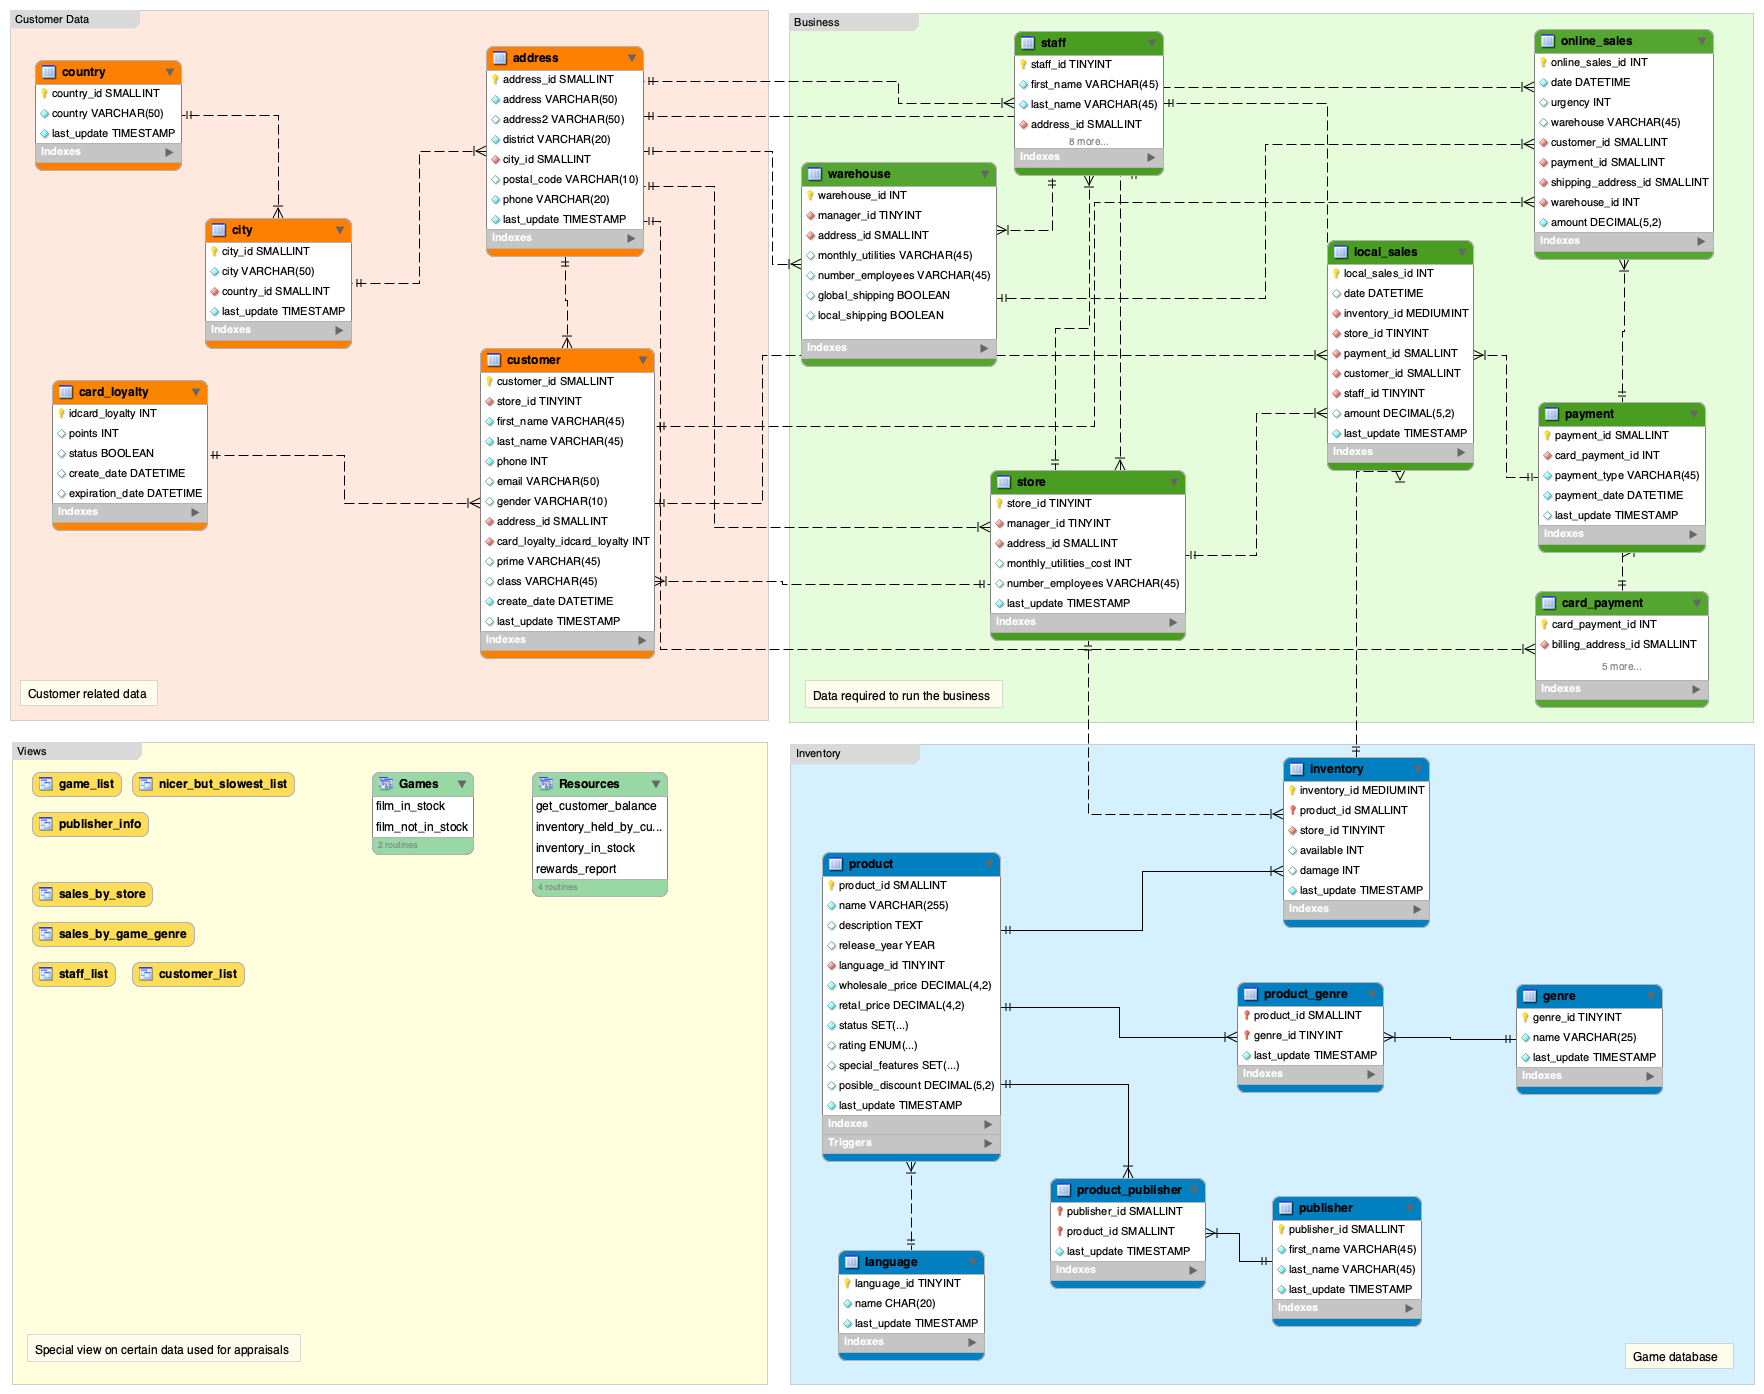 Customer Data
country
country_id SMALLINT
country VARCHAR(50)
last_update TIMESTAMP
Indexes
address
address_id SMALLINT
address VARCHAR(50)
address2 VARCHAR(50)
district VARCHAR(20)
city_id SMALLINT
postal_code VARCHAR(10)
phone VARCHAR(20)
last_update TIMESTAMP
Indexes
city
city_id SMALLINT
city VARCHAR(50)
country_id SMALLINT
last_update TIMESTAMP
Indexes
customer
customer_id SMALLINT
store_id TINYINT
first_name VARCHAR(45)
last_name VARCHAR(45)
phone INT
email VARCHAR(50)
gender VARCHAR(10)
address_id SMALLINT
card_loyalty_idcard_loyalty INT
prime VARCHAR(45)
class VARCHAR(45)
create_date DATETIME
last_update TIMESTAMP
Indexes
card_loyalty
idcard_loyalty INT
points INT
status BOOLEAN
create_date DATETIME
expiration_date DATETIME
Indexes
Customer related data
Business
staff
staff_id TINYINT
first_name VARCHAR(45)
last_name VARCHAR(45)
address_id SMALLINT
8 more...
Indexes
online_sales
online_sales_id INT
date DATETIME
urgency INT
warehouse VARCHAR(45)
customer_id SMALLINT
payment_id SMALLINT
shipping_address_id SMALLINT
warehouse_id INT
amount DECIMAL(5,2)
Indexes
warehouse
warehouse_id INT
manager_id TINYINT
address_id SMALLINT
monthly_utilities VARCHAR(45)
number_employees VARCHAR(45)
global_shipping BOOLEAN
local_shipping BOOLEAN
Indexes
local_sales
local_sales_id INT
date DATETIME
inventory_id MEDIUMINT
store_id TINYINT
payment_id SMALLINT
customer_id SMALLINT
staff_id TINYINT
amount DECIMAL(5,2)
last_update TIMESTAMP
Indexes
payment
payment_id SMALLINT
card_payment_id INT
payment_type VARCHAR(45)
payment_date DATETIME
last_update TIMESTAMP
Indexes
store
store_id TINYINT
manager_id TINYINT
address_id SMALLINT
monthly_utilities_cost INT
number_employees VARCHAR(45)
last_update TIMESTAMP
Indexes
card_payment
card_payment_id INT
billing_address_id SMALLINT
5 more...
Indexes
Data required to run the business
Views
game_list
nicer_but_slowest_list
publisher_info
sales_by_store
sales_by_game_genre
staff_list
customer_list
Games
film_in_stock
film_not_in_stock
2 routines
Resources
get_customer_balance
inventory_held_by_cu...
inventory_in_stock
rewards_report
4 routines
Special view on certain data used for appraisals
Inventory
inventory
inventory_id MEDIUMINT
product_id SMALLINT
store_id TINYINT
available INT
damage INT
last_update TIMESTAMP
Indexes
product
product_id SMALLINT
name VARCHAR(255)
description TEXT
release_year YEAR
language_id TINYINT
wholesale_price DECIMAL(4,2)
retal_price DECIMAL(4,2)
status SET(...)
rating ENUM(...)
special_features SET(...)
posible_discount DECIMAL(5,2)
last_update TIMESTAMP
Indexes
Triggers
product_genre
product_id SMALLINT
genre_id TINYINT
last_update TIMESTAMP
Indexes
genre
genre_id TINYINT
name VARCHAR(25)
last_update TIMESTAMP
Indexes
product_publisher
publisher_id SMALLINT
product_id SMALLINT
last_update TIMESTAMP
Indexes
publisher
publisher_id SMALLINT
first_name VARCHAR(45)
last_name VARCHAR(45)
last_update TIMESTAMP
Indexes
language
language_id TINYINT
name CHAR(20)
last_update TIMESTAMP
Indexes
Game database